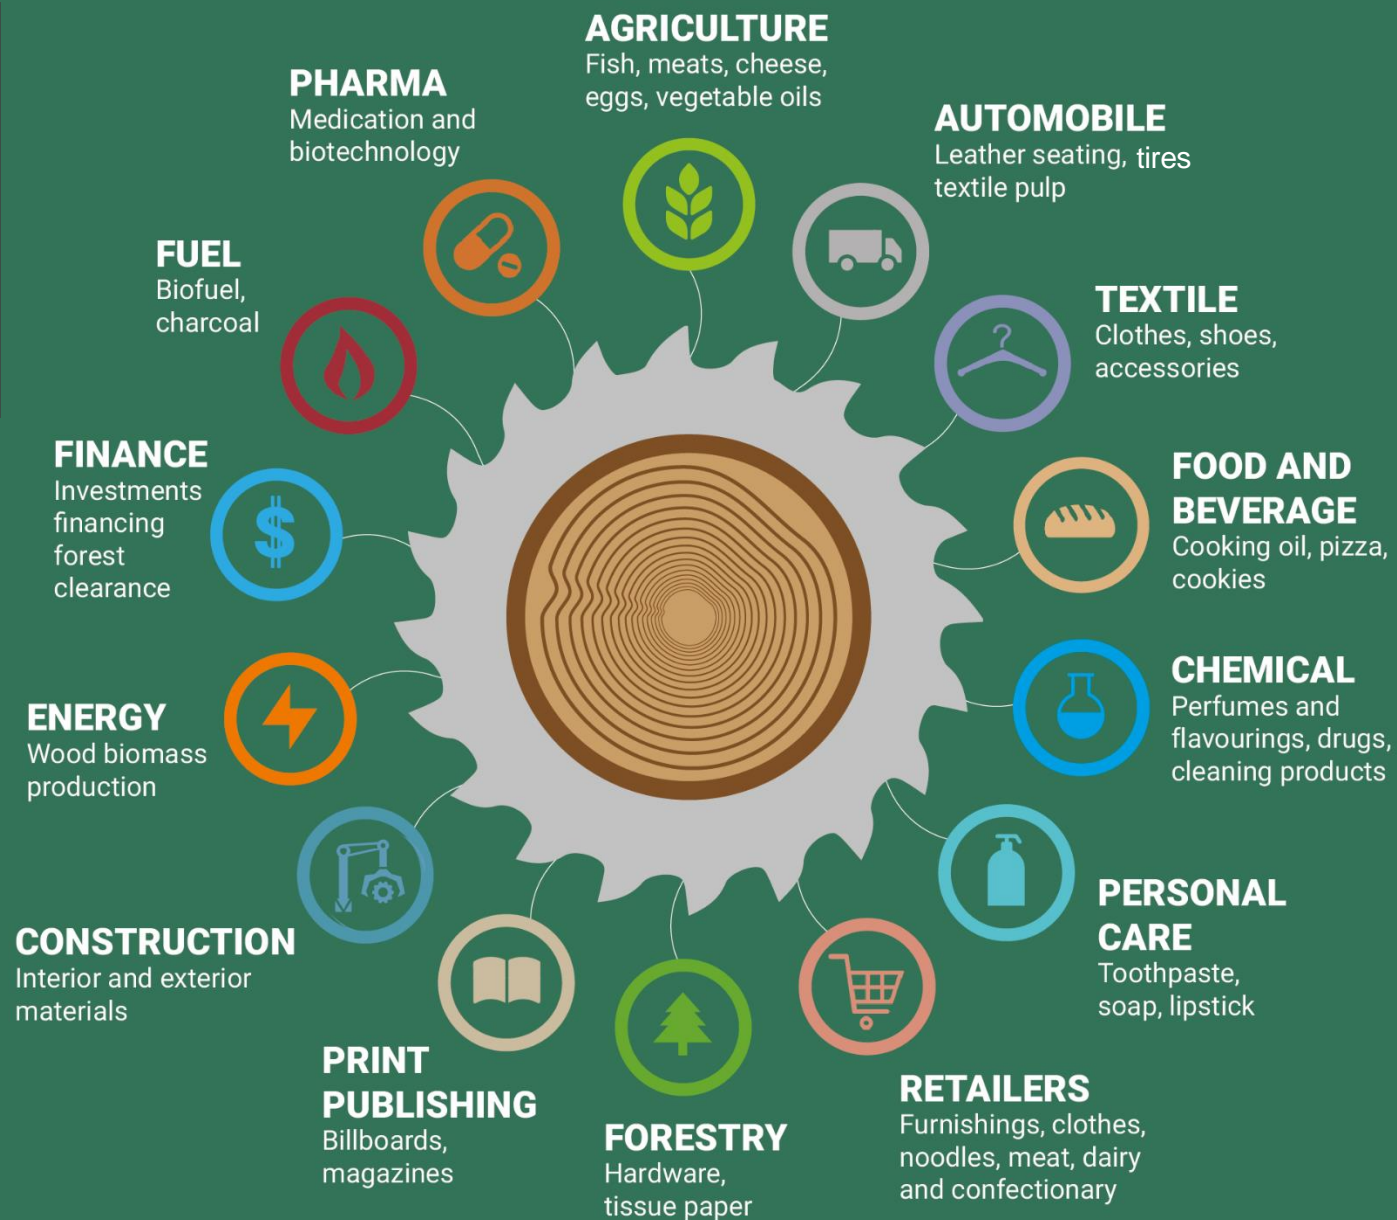 AGRICULTURE
Fish, meats, cheese,
eggs, vegetable oils
PHARMA
Medication and
biotechnology
AUTOMOBILE
Leather seating, tires
textile pulp
FUEL
Biofuel,
charcoal
TEXTILE
Clothes, shoes,
accessories
FINANCE
Investments
financing
forest
clearance
$
FOOD AND
BEVERAGE
Cooking oil, pizza,
cookies
ENERGY
Wood biomass
production
CHEMICAL
Perfumes and
flavourings, drugs,
cleaning products
CONSTRUCTION
Interior and exterior
materials
PERSONAL
CARE
Toothpaste,
soap, lipstick
PRINT
PUBLISHING
Billboards,
magazines
FORESTRY
Hardware,
tissue paper
RETAILERS
Furnishings, clothes,
noodles, meat, dairy
and confectionary